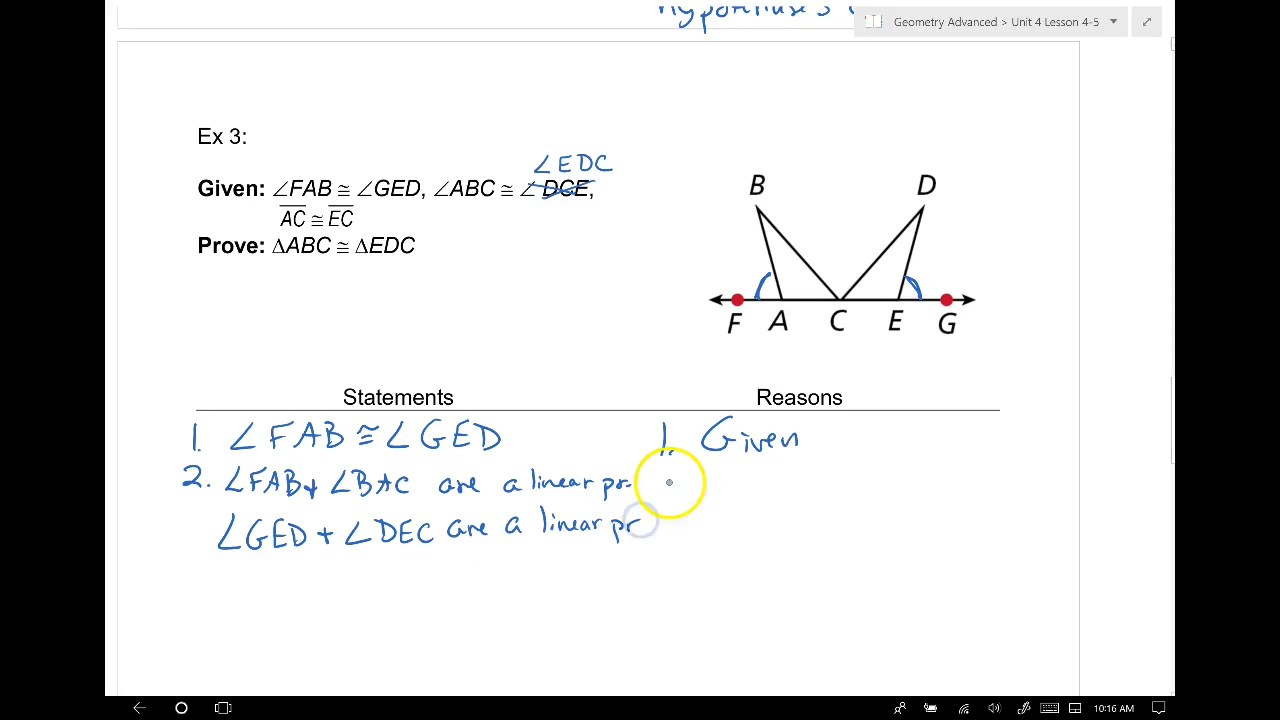 hypotenuse's
Geometry Advanced > Unit 4 Lesson 4-5
Ex 3:
∠EDC
Given: ∠FAB ≅ ∠GED, ∠ABC ≅ ∠DCE,
AC ≅ EC
Prove: ΔABC ≅ ΔEDC
B D
F A C E G
Statements Reasons
1. ∠FAB ≅ ∠GED 1. Given
2. ∠FAB + ∠BAC are a linear pr.
∠GED + ∠DEC are a linear pr
10:16 AM